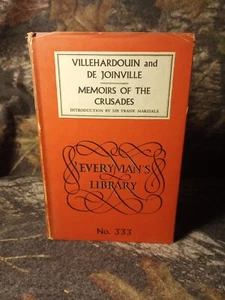 VILLEHARDOUIN and
DE JOINVILLE
MEMOIRS OF THE
CRUSADES
INTRODUCTION BY SIR FRANK MARZIALS
EVERYMAN'S
LIBRARY
No. 333